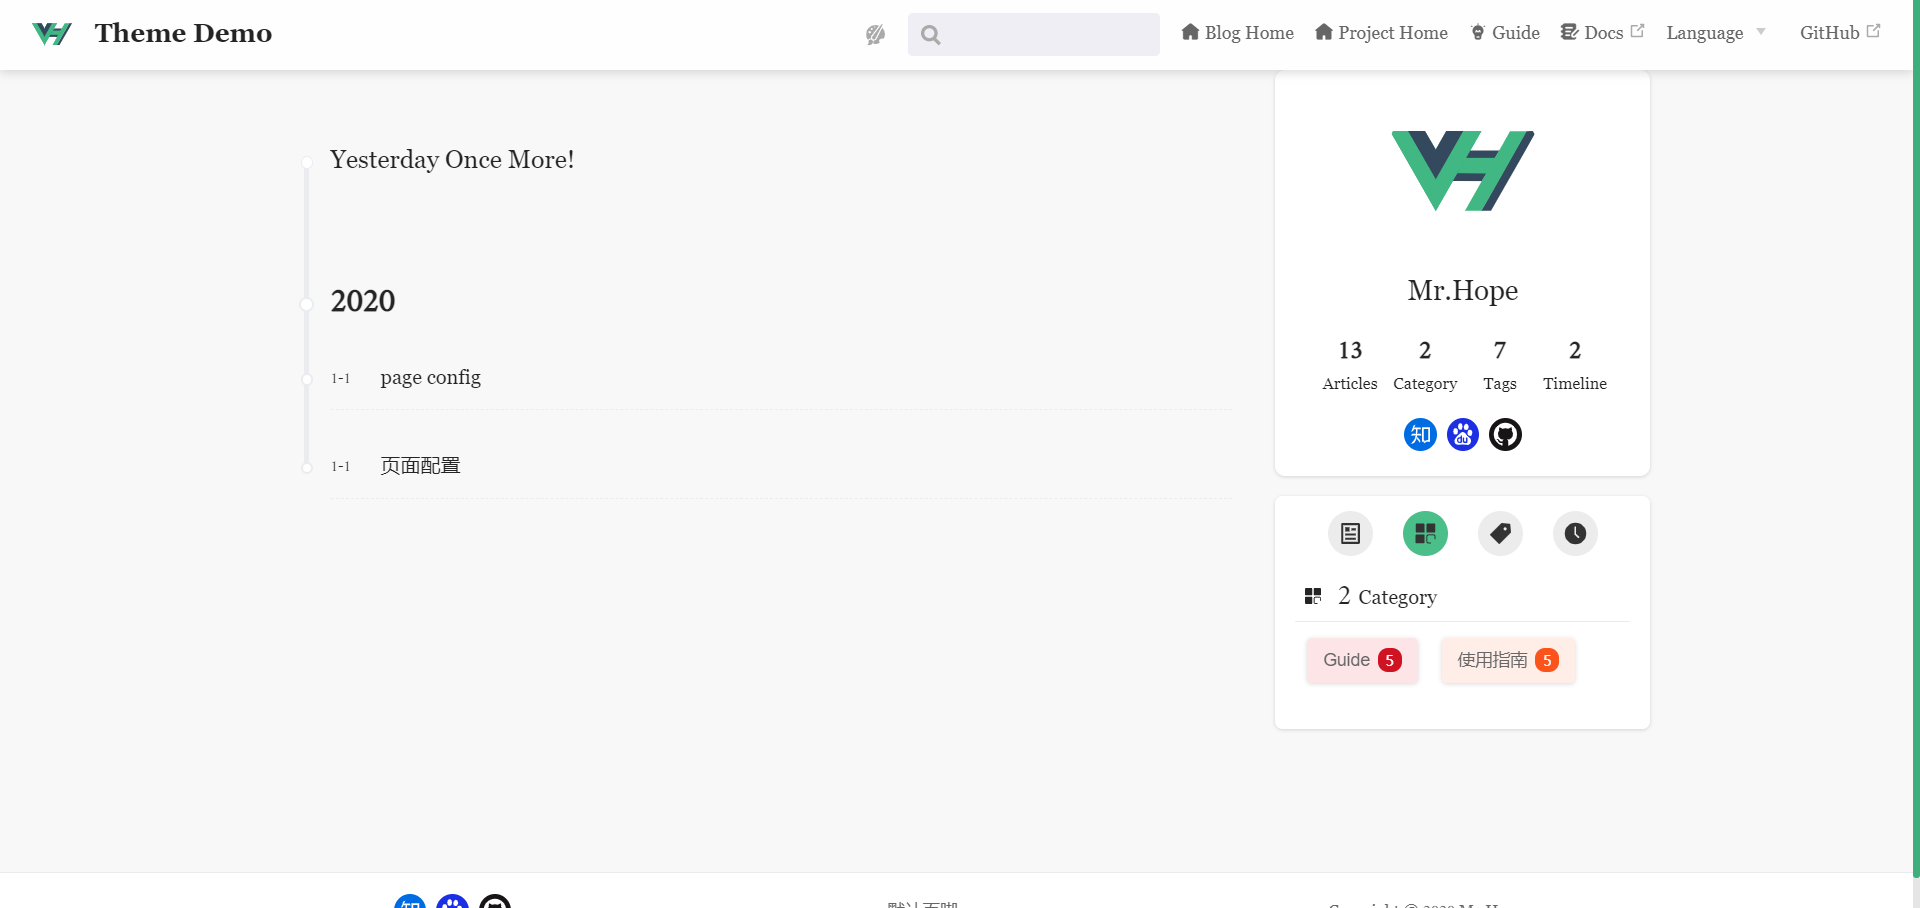 Theme Demo
Blog Home
Project Home
Guide
Docs
Language
GitHub
Yesterday Once More!
2020
1-1 page config
1-1 页面配置
Mr.Hope
13 2 7 2
Articles Category Tags Timeline
知 du
2 Category
Guide 5
使用指南 5